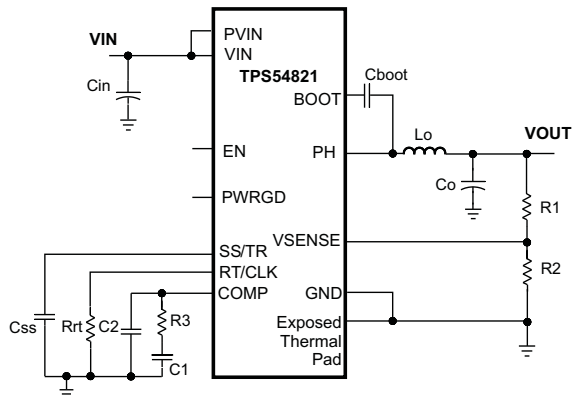 VIN
PVIN
VIN
TPS54821
Cin
Cboot
BOOT
Lo
VOUT
EN
PH
Co
R1
PWRGD
VSENSE
R2
SS/TR
RT/CLK
COMP
GND
Css
Rrt
C2
R3
C1
Exposed
Thermal
Pad